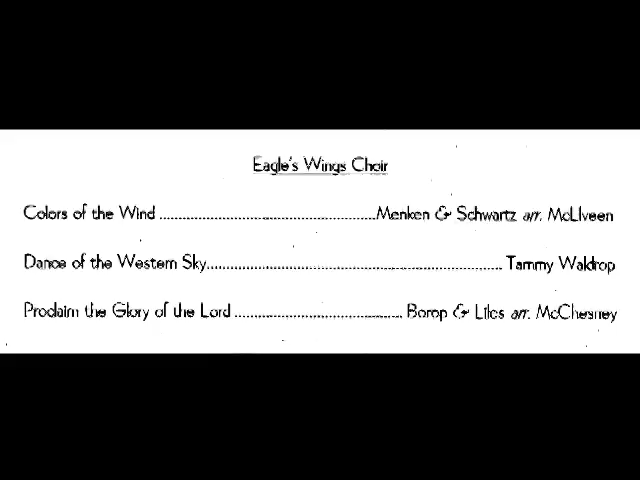 Eagle's Wings Choir
Colors of the Wind ........................................................ Menken & Schwartz arr. McLlveen
Dance of the Western Sky.......................................................................... Tammy Waldrop
Proclaim the Glory of the Lord ........................................... Borop & Liles arr. McChesney